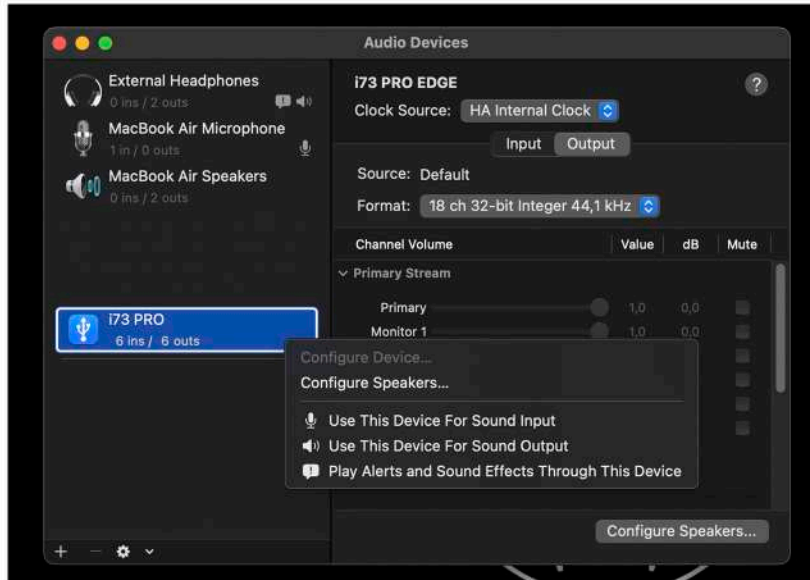 Audio Devices
External Headphones
0 ins / 2 outs
MacBook Air Microphone
1 in / 0 outs
MacBook Air Speakers
0 ins / 2 outs
i73 PRO
6 ins / 6 outs
i73 PRO EDGE
?
Clock Source: HA Internal Clock
Input Output
Source: Default
Format: 18 ch 32-bit Integer 44,1 kHz
Channel Volume Value dB Mute
Primary Stream
Primary 1,0 0,0
Monitor 1 1,0 0,0
Configure Device...
Configure Speakers...
Use This Device For Sound Input
Use This Device For Sound Output
Play Alerts and Sound Effects Through This Device
Configure Speakers...